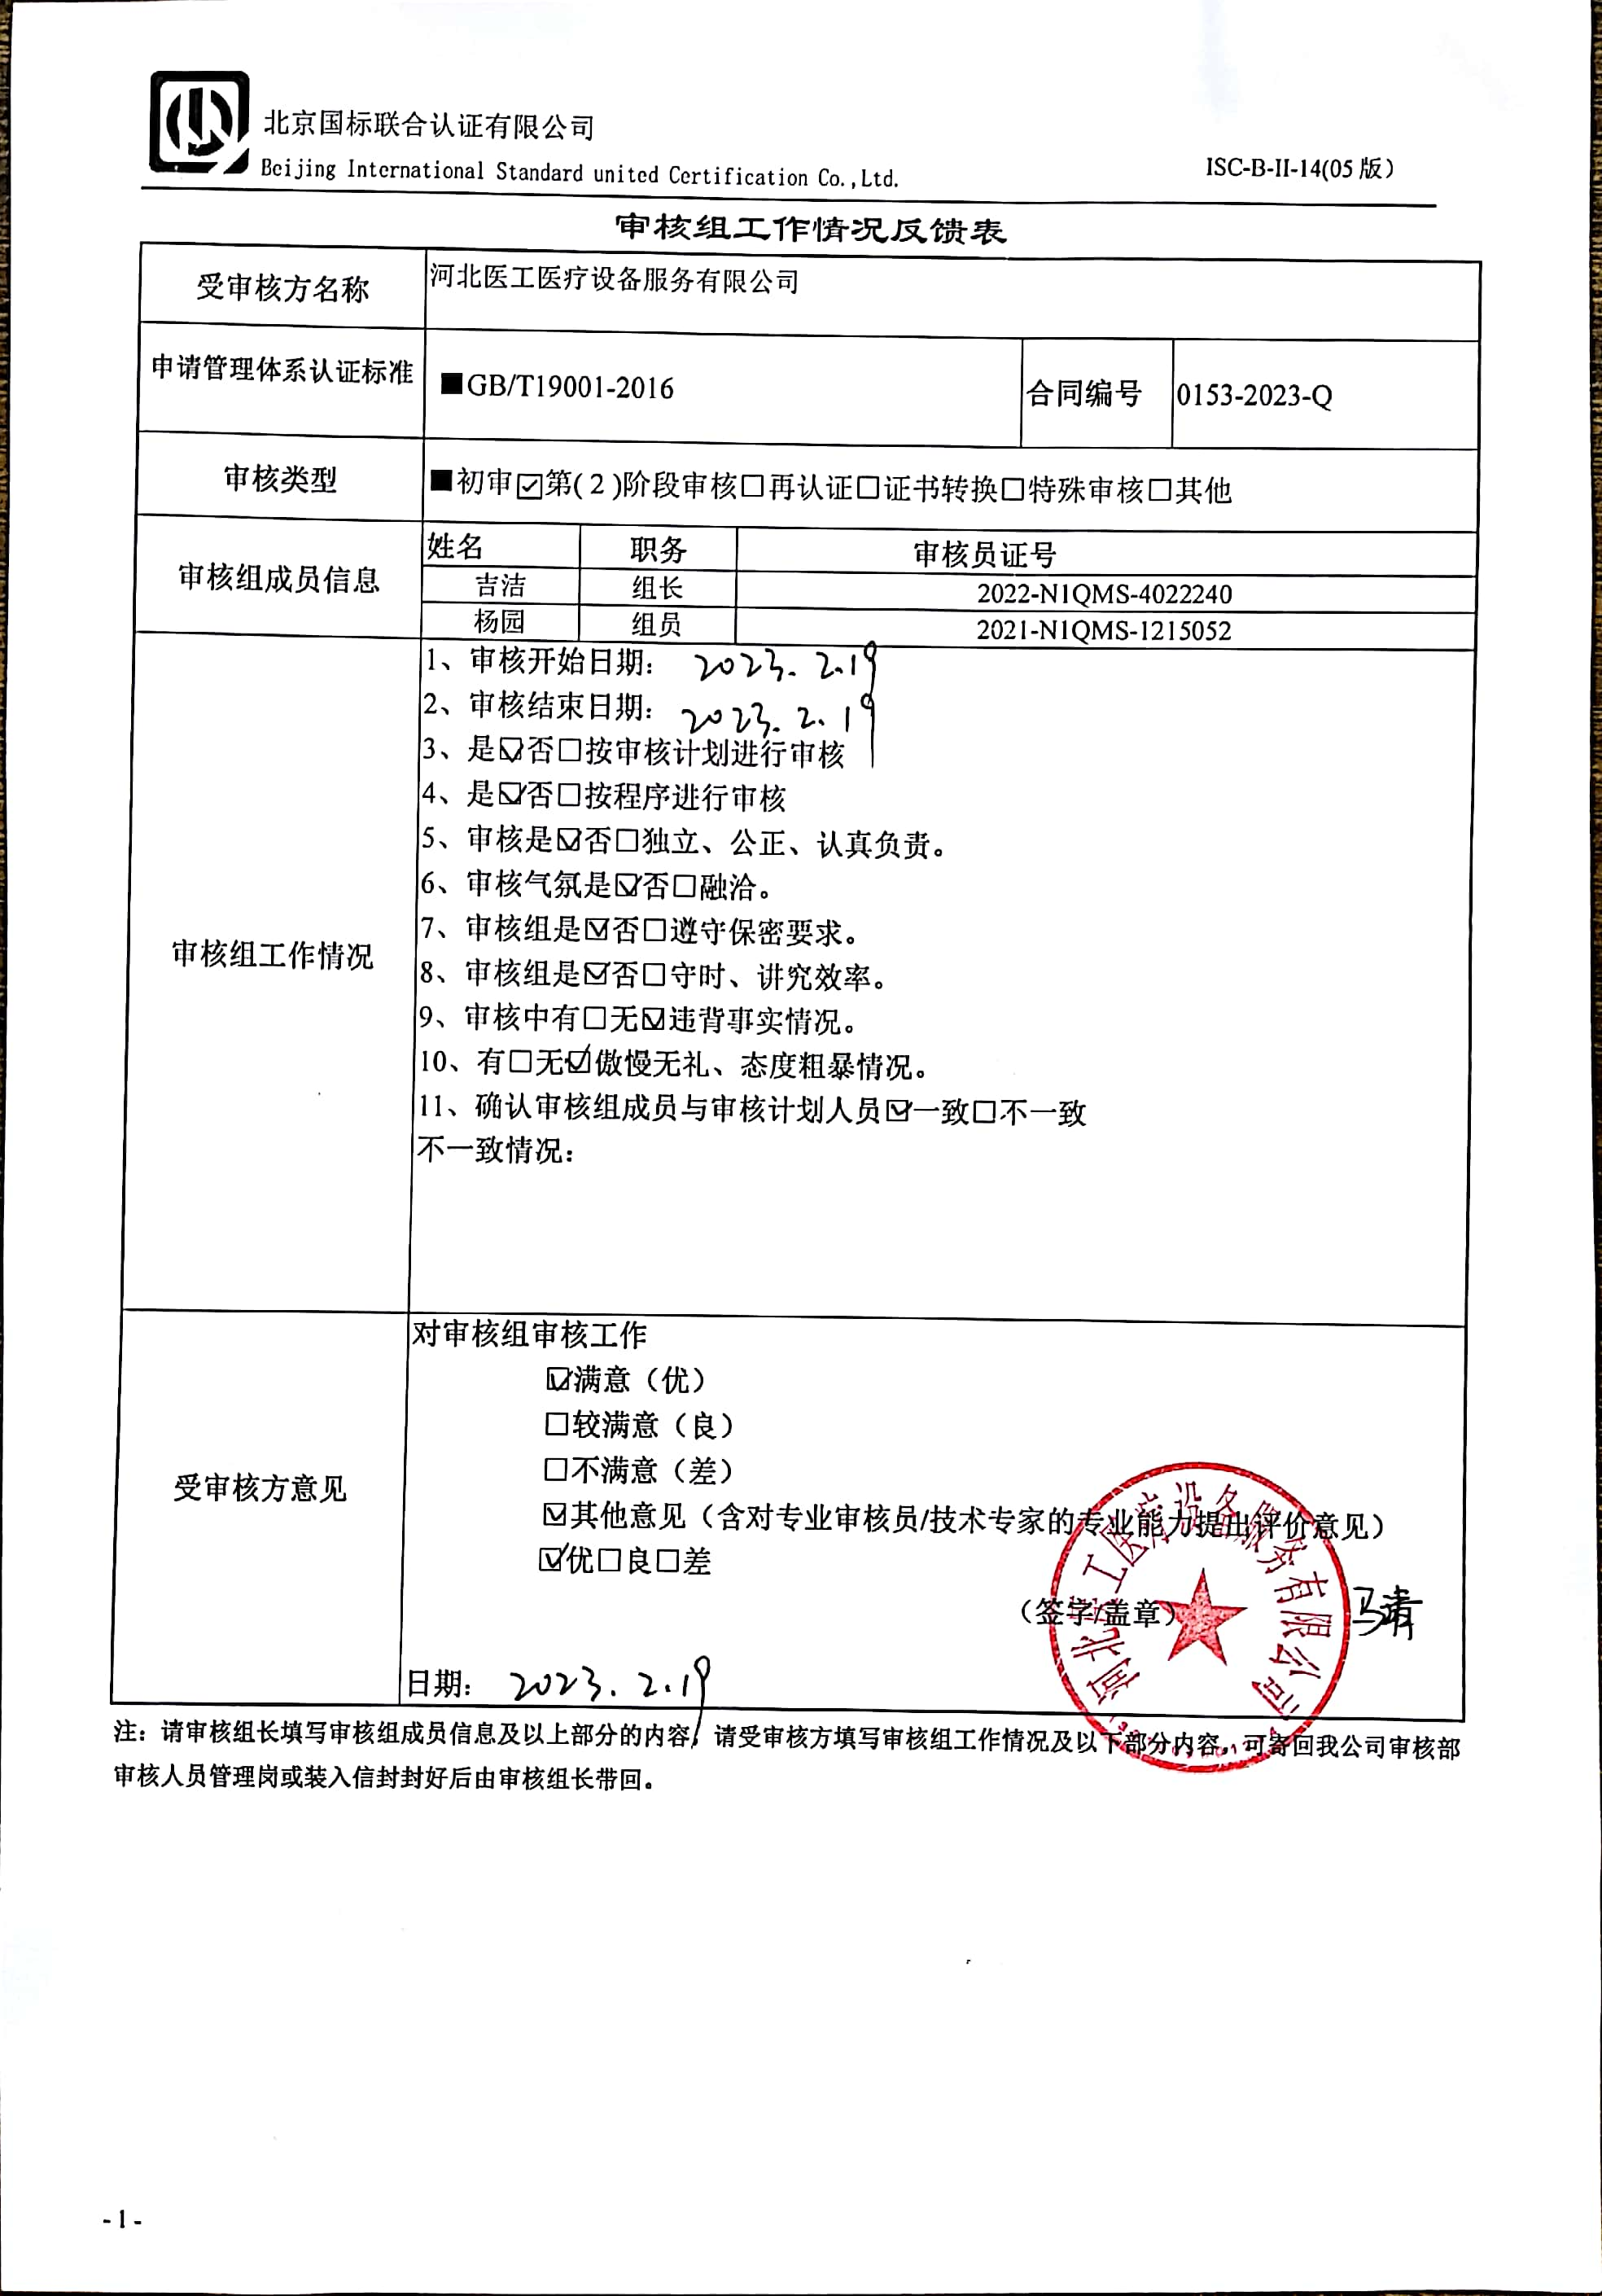 北京国标联合认证有限公司
Beijing International Standard united Certification Co.,Ltd.
ISC-B-II-14(05 版)
审核组工作情况反馈表
受审核方名称 河北医工医疗设备服务有限公司
申请管理体系认证标准 ■GB/T19001-2016 合同编号 0153-2023-Q
审核类型 ■初审☑第(2)阶段审核□再认证□证书转换□特殊审核□其他
审核组成员信息
姓名 职务 审核员证号
吉洁 组长 2022-N1QMS-4022240
杨园 组员 2021-N1QMS-1215052
审核组工作情况
1、审核开始日期： 2023.2.19
2、审核结束日期： 2023.2.19
3、是☑否□按审核计划进行审核
4、是☑否□按程序进行审核
5、审核是☑否□独立、公正、认真负责。
6、审核气氛是☑否□融洽。
7、审核组是☑否□遵守保密要求。
8、审核组是☑否□守时、讲究效率。
9、审核中有□无☑违背事实情况。
10、有□无☑傲慢无礼、态度粗暴情况。
11、确认审核组成员与审核计划人员☑一致□不一致
不一致情况：
受审核方意见
对审核组审核工作
☑满意（优）
□较满意（良）
□不满意（差）
☑其他意见（含对专业审核员/技术专家的专业能力提出评价意见）
☑优□良□差
（签字/盖章） 马靖
河北医工医疗设备服务有限公司
日期： 2023.2.19
注：请审核组长填写审核组成员信息及以上部分的内容，请受审核方填写审核组工作情况及以下部分内容。可寄回我公司审核部
审核人员管理岗或装入信封封好后由审核组长带回。
-1-